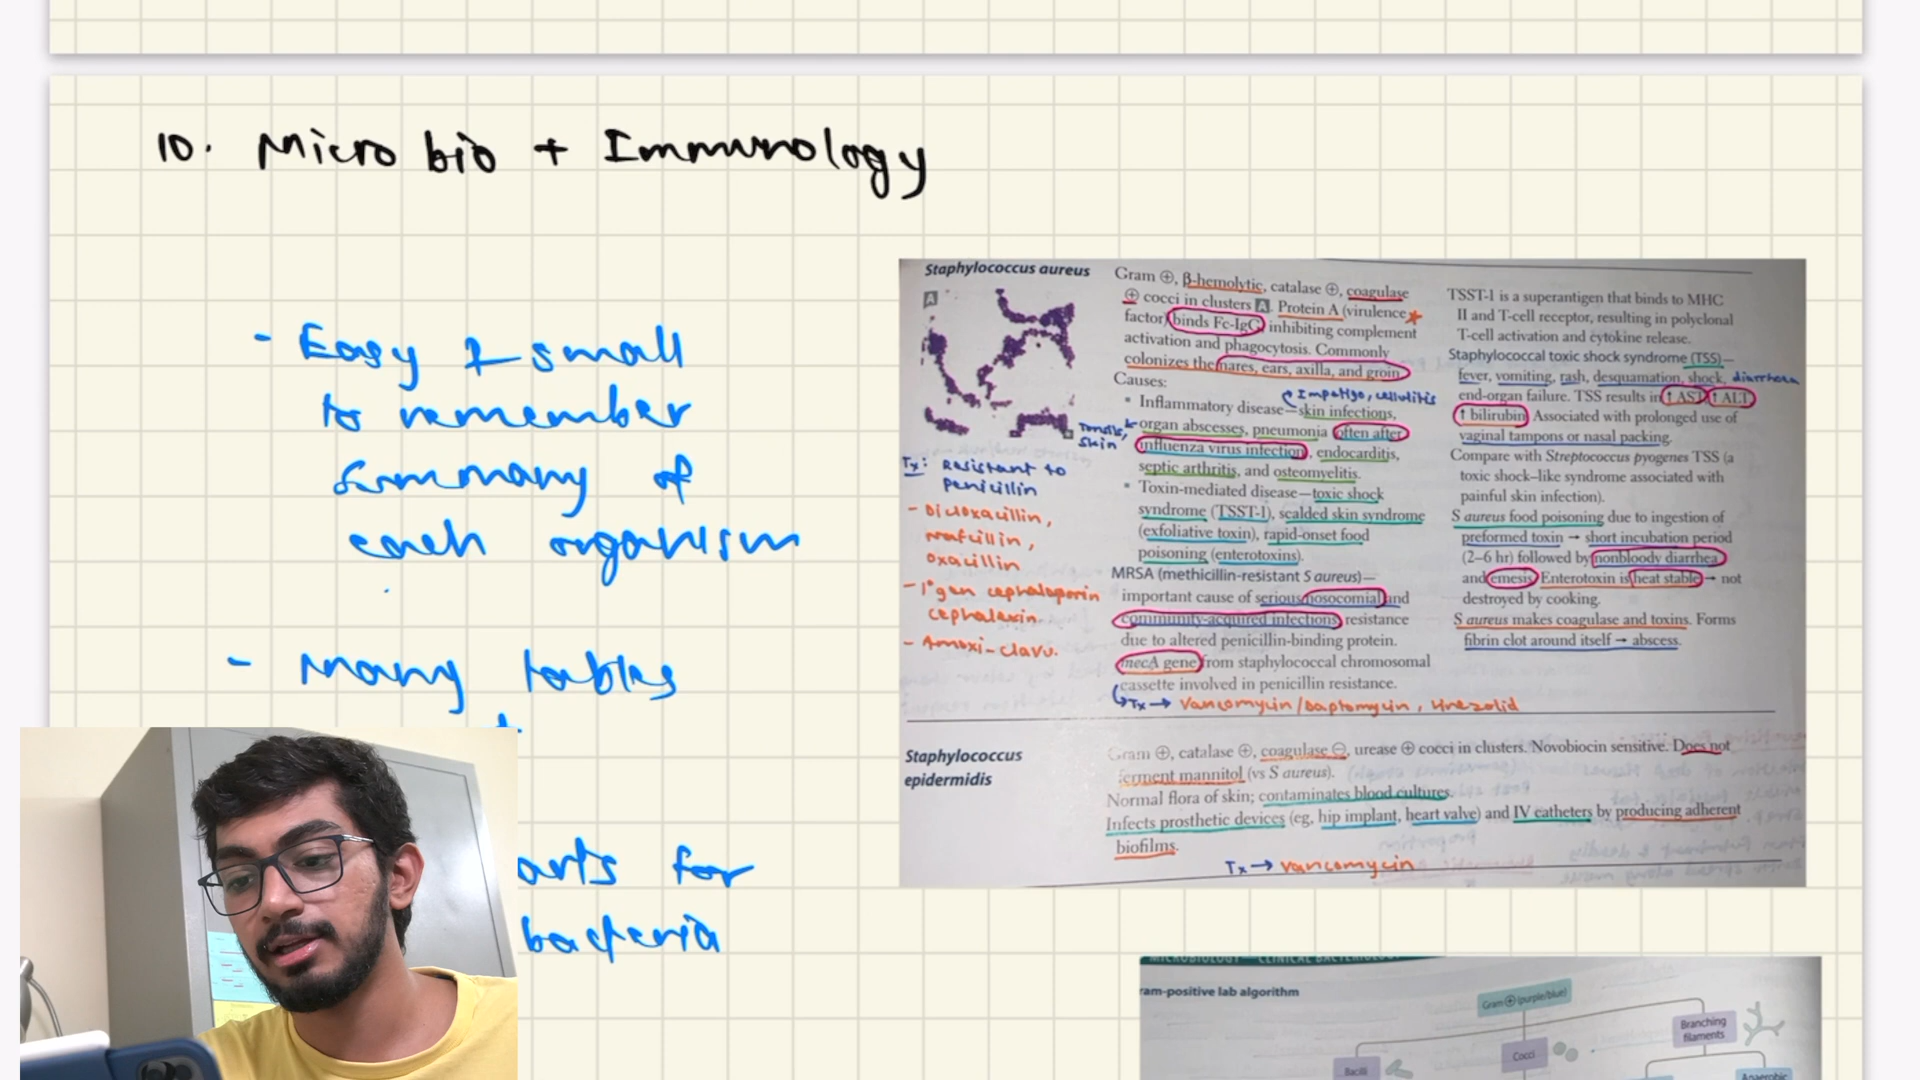 10. Micro bio + Immunology
- Easy & small
to remember
summary of
each organism
- Many tables
arts for
bacteria
Staphylococcus aureus
A
Gram ⊕, β-hemolytic, catalase ⊕, coagulase
⊕ cocci in clusters A. Protein A (virulence
factor) binds Fc-IgG, inhibiting complement
activation and phagocytosis. Commonly
colonizes the nares, ears, axilla, and groin.
Causes:
Impetigo, cellulitis
• Inflammatory disease—skin infections,
organ abscesses, pneumonia (often after
influenza virus infection), endocarditis,
septic arthritis, and osteomyelitis.
• Toxin-mediated disease—toxic shock
syndrome (TSST-1), scalded skin syndrome
(exfoliative toxin), rapid-onset food
poisoning (enterotoxins).
MRSA (methicillin-resistant S aureus)—
important cause of serious nosocomial and
community-acquired infections; resistance
due to altered penicillin-binding protein.
mecA gene from staphylococcal chromosomal
cassette involved in penicillin resistance.
Tx → Vancomycin/Daptomycin, linezolid
skin
Tx: Resistant to
penicillin
- Dicloxacillin,
nafcillin,
oxacillin
- 1° gen cephalosporin
cephalexin
- Amoxi-clavu.
TSST-1 is a superantigen that binds to MHC
II and T-cell receptor, resulting in polyclonal
T-cell activation and cytokine release.
Staphylococcal toxic shock syndrome (TSS)—
fever, vomiting, rash, desquamation, shock, diarrhea
end-organ failure. TSS results in ↑ AST, ↑ ALT,
↑ bilirubin. Associated with prolonged use of
vaginal tampons or nasal packing.
Compare with Streptococcus pyogenes TSS (a
toxic shock–like syndrome associated with
painful skin infection).
S aureus food poisoning due to ingestion of
preformed toxin → short incubation period
(2–6 hr) followed by nonbloody diarrhea
and emesis. Enterotoxin is heat stable → not
destroyed by cooking.
S aureus makes coagulase and toxins. Forms
fibrin clot around itself → abscess.
Staphylococcus
epidermidis
Gram ⊕, catalase ⊕, coagulase ⊖, urease ⊕ cocci in clusters. Novobiocin sensitive. Does not
ferment mannitol (vs S aureus).
Normal flora of skin; contaminates blood cultures.
Infects prosthetic devices (eg, hip implant, heart valve) and IV catheters by producing adherent
biofilms.
Tx → vancomycin
MICROBIOLOGY CLINICAL BACTERIOLOGY
ram-positive lab algorithm
Gram ⊕ (purple/blue)
Branching
filaments
Bacilli
Cocci
Anaerobic